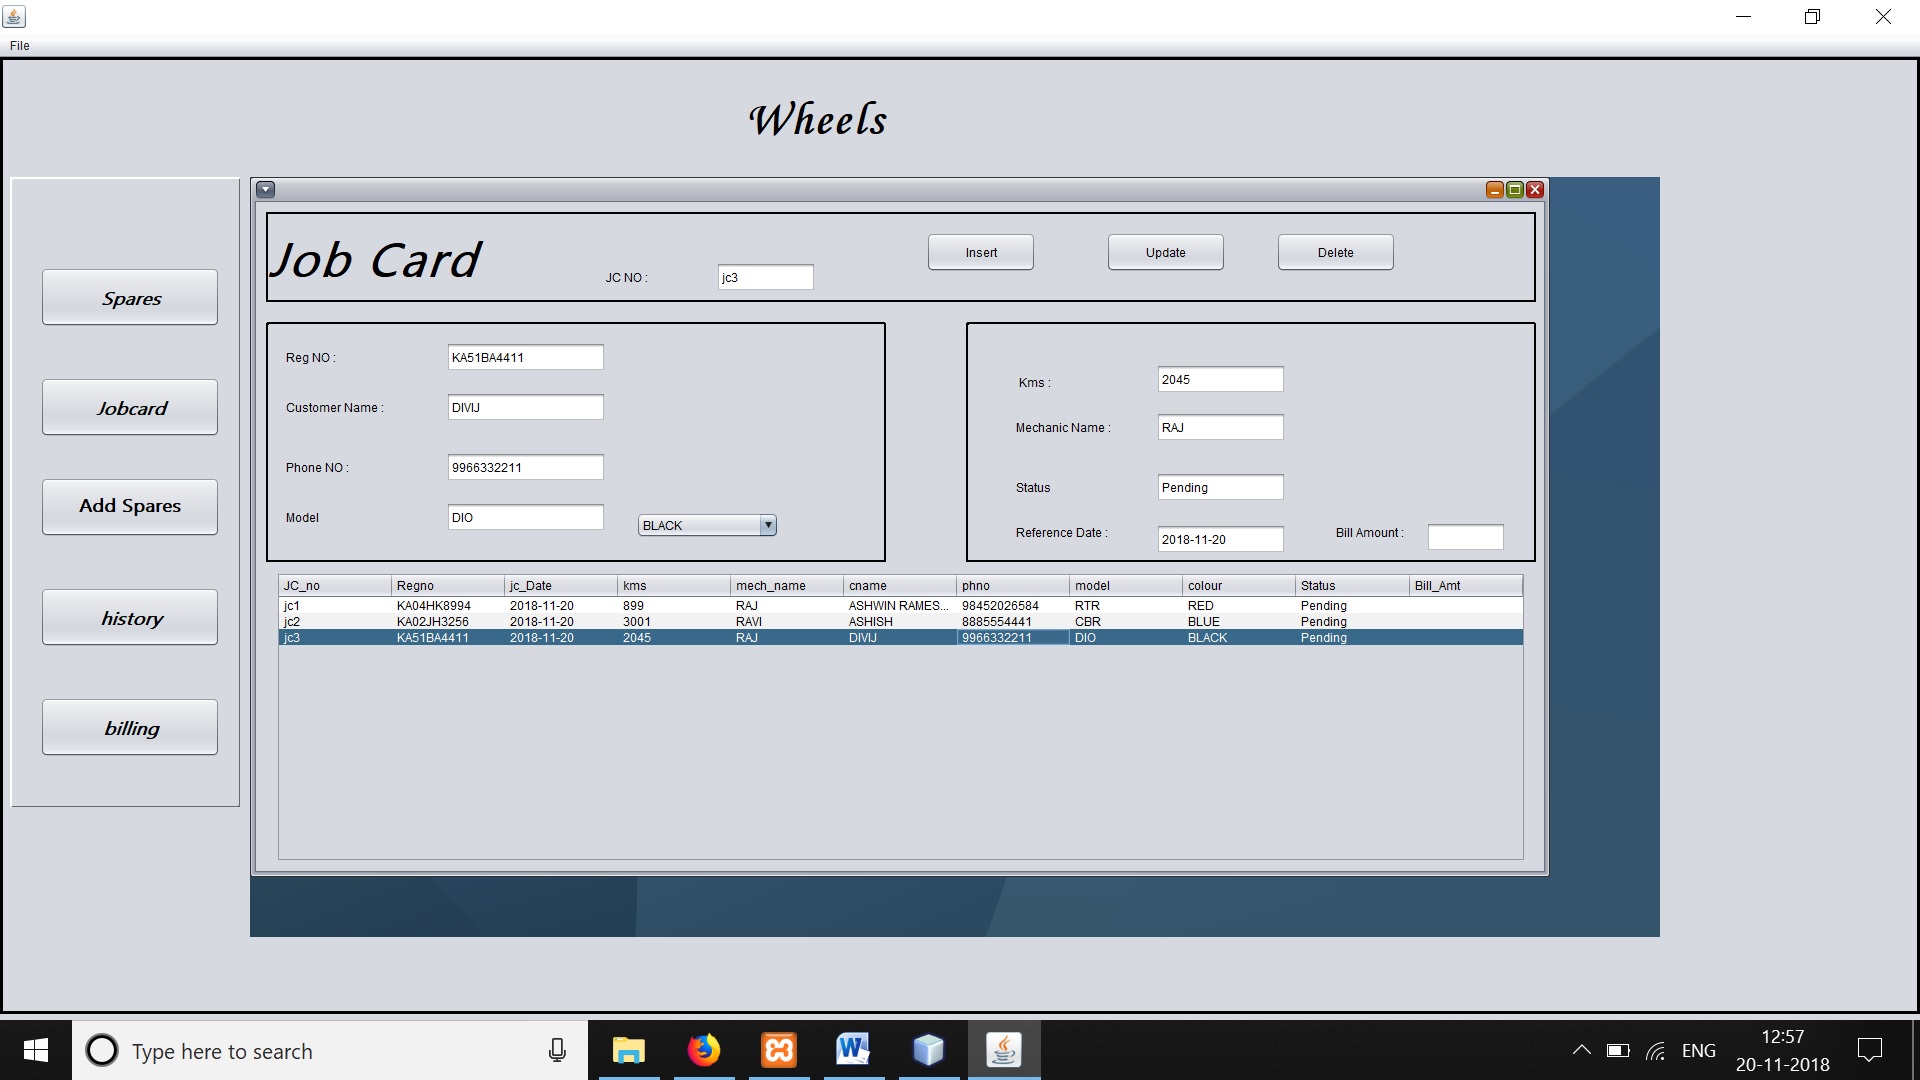 File
Wheels
Spares
Jobcard
Add Spares
history
billing
Job Card
JC NO :
jc3
Insert
Update
Delete
Reg NO :
KA51BA4411
Customer Name :
DIVIJ
Phone NO :
9966332211
Model
DIO
BLACK
Kms :
2045
Mechanic Name :
RAJ
Status
Pending
Reference Date :
2018-11-20
Bill Amount :
JC_no Regno jc_Date kms mech_name cname phno model colour Status Bill_Amt
jc1 KA04HK8994 2018-11-20 899 RAJ ASHWIN RAMES... 98452026584 RTR RED Pending
jc2 KA02JH3256 2018-11-20 3001 RAVI ASHISH 8885554441 CBR BLUE Pending
jc3 KA51BA4411 2018-11-20 2045 RAJ DIVIJ 9966332211 DIO BLACK Pending
Type here to search
ENG
12:57
20-11-2018